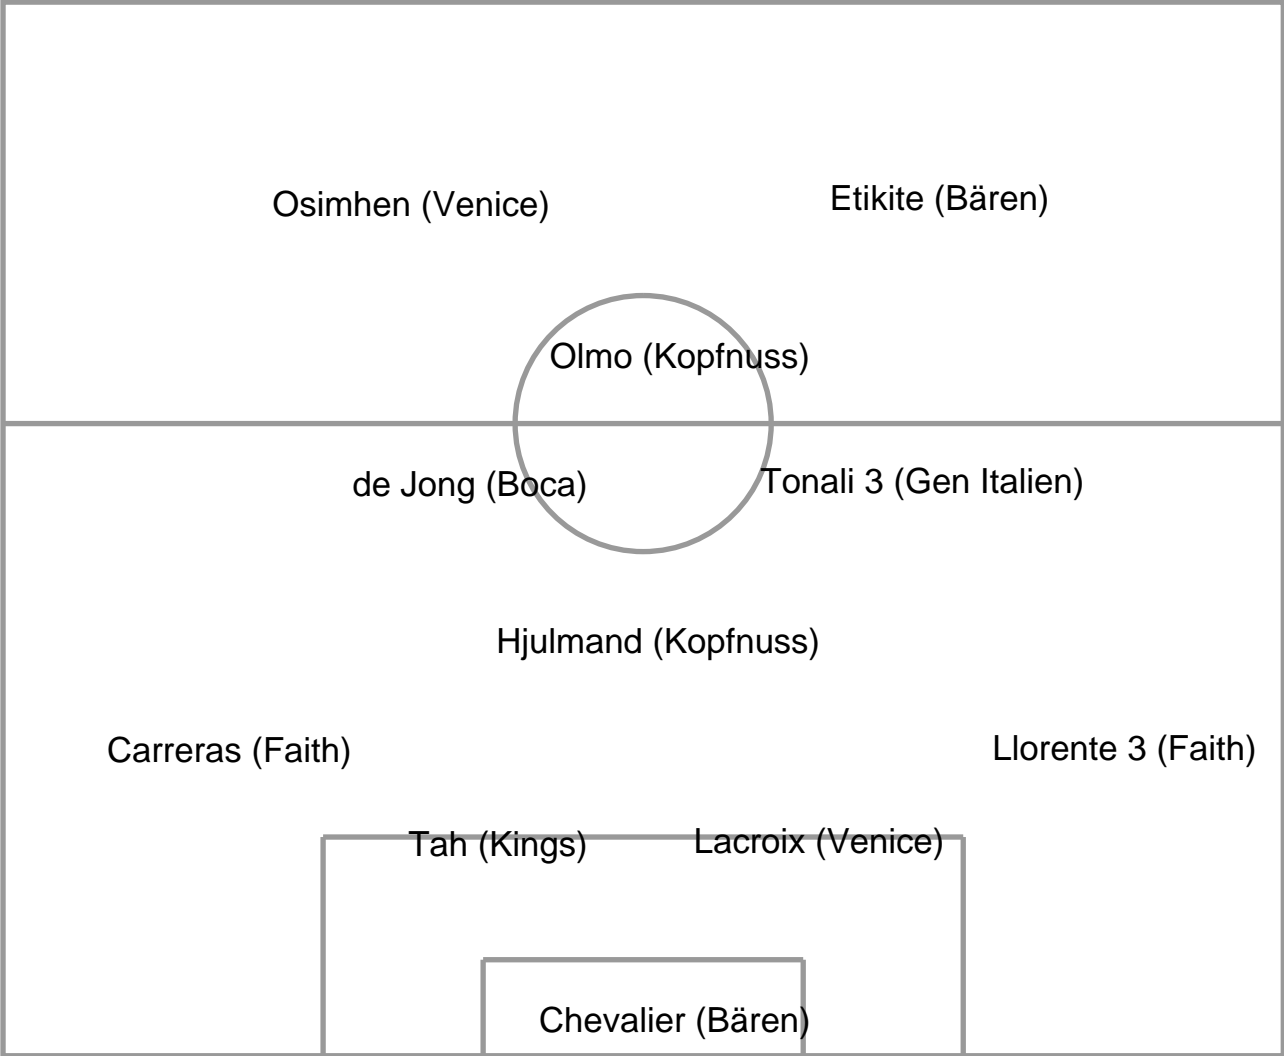 Osimhen (Venice)
Etikite (Bären)
Olmo (Kopfnuss)
de Jong (Boca)
Tonali 3 (Gen Italien)
Hjulmand (Kopfnuss)
Carreras (Faith)
Llorente 3 (Faith)
Tah (Kings)
Lacroix (Venice)
Chevalier (Bären)